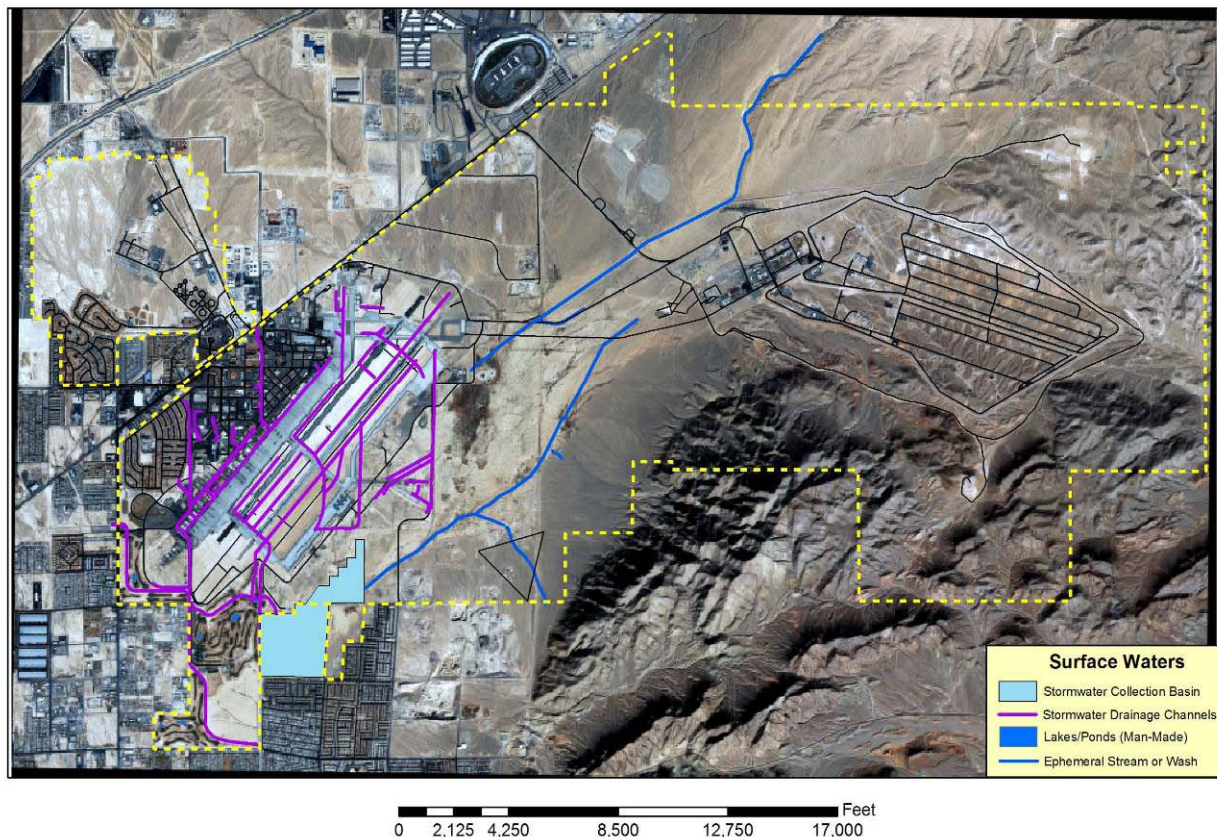 Surface Waters
Stormwater Collection Basin
Stormwater Drainage Channels
Lakes/Ponds (Man-Made)
Ephemeral Stream or Wash
Feet
0 2,125 4,250 8,500 12,750 17,000